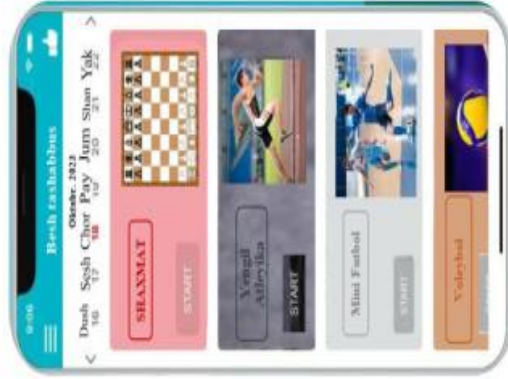 9:06
Besh tashabbus
Oktabr. 2023
Dush Sesh Chor Pay Jum Shan Yak
16 17 18 19 20 21 22
SHAXMAT
START
Yengil
Atleyika
START
Mini Futbol
START
Voleybol